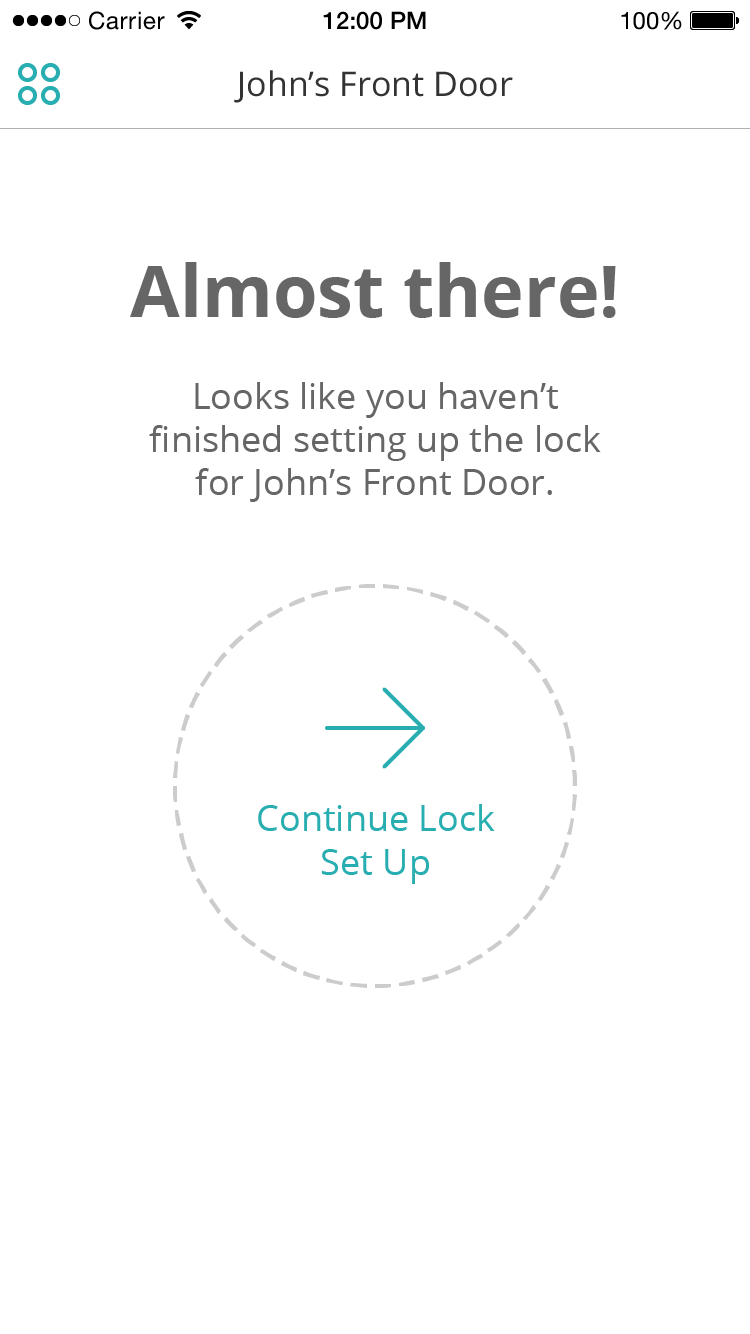 Carrier 12:00 PM 100%
John’s Front Door
Almost there!
Looks like you haven’t
finished setting up the lock
for John’s Front Door.
Continue Lock
Set Up